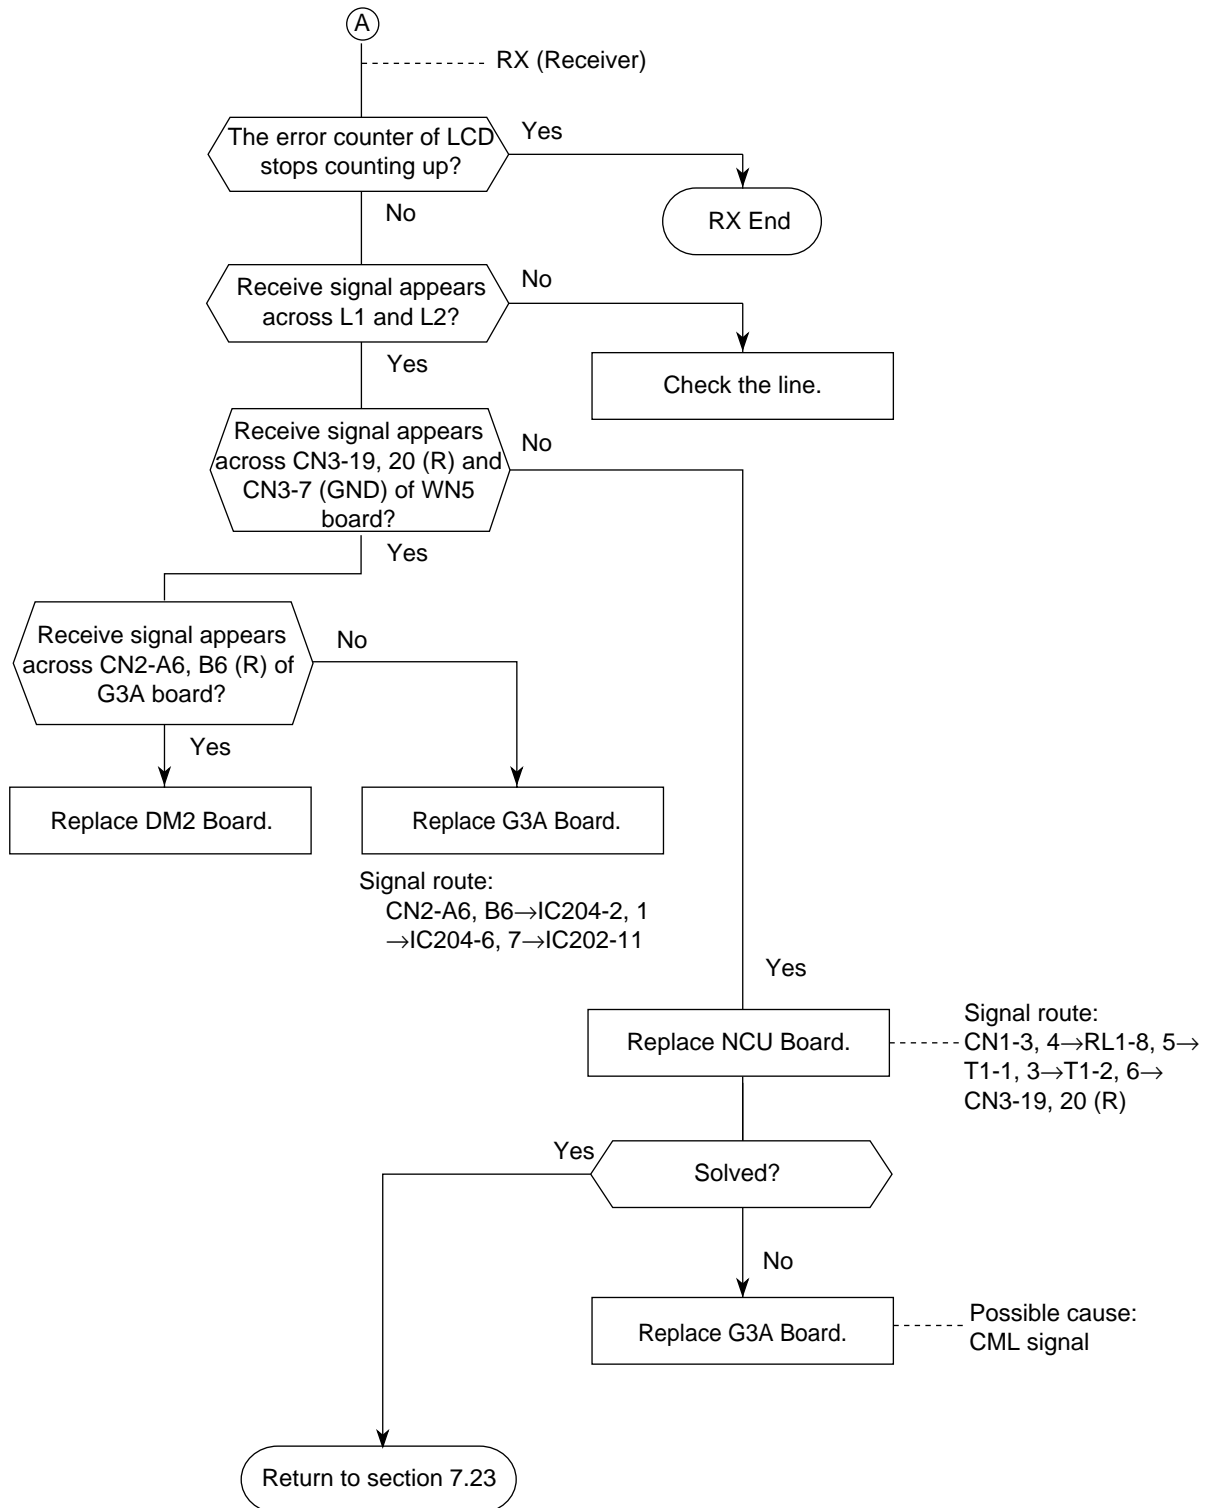 A
RX (Receiver)
The error counter of LCD
stops counting up?
Yes
No
RX End
Receive signal appears
across L1 and L2?
No
Yes
Check the line.
Receive signal appears
across CN3-19, 20 (R) and
CN3-7 (GND) of WN5
board?
No
Yes
Receive signal appears
across CN2-A6, B6 (R) of
G3A board?
No
Yes
Replace DM2 Board.
Replace G3A Board.
Signal route:
CN2-A6, B6→IC204-2, 1
→IC204-6, 7→IC202-11
Yes
Replace NCU Board.
Signal route:
CN1-3, 4→RL1-8, 5→
T1-1, 3→T1-2, 6→
CN3-19, 20 (R)
Yes
Solved?
No
Replace G3A Board.
Possible cause:
CML signal
Return to section 7.23